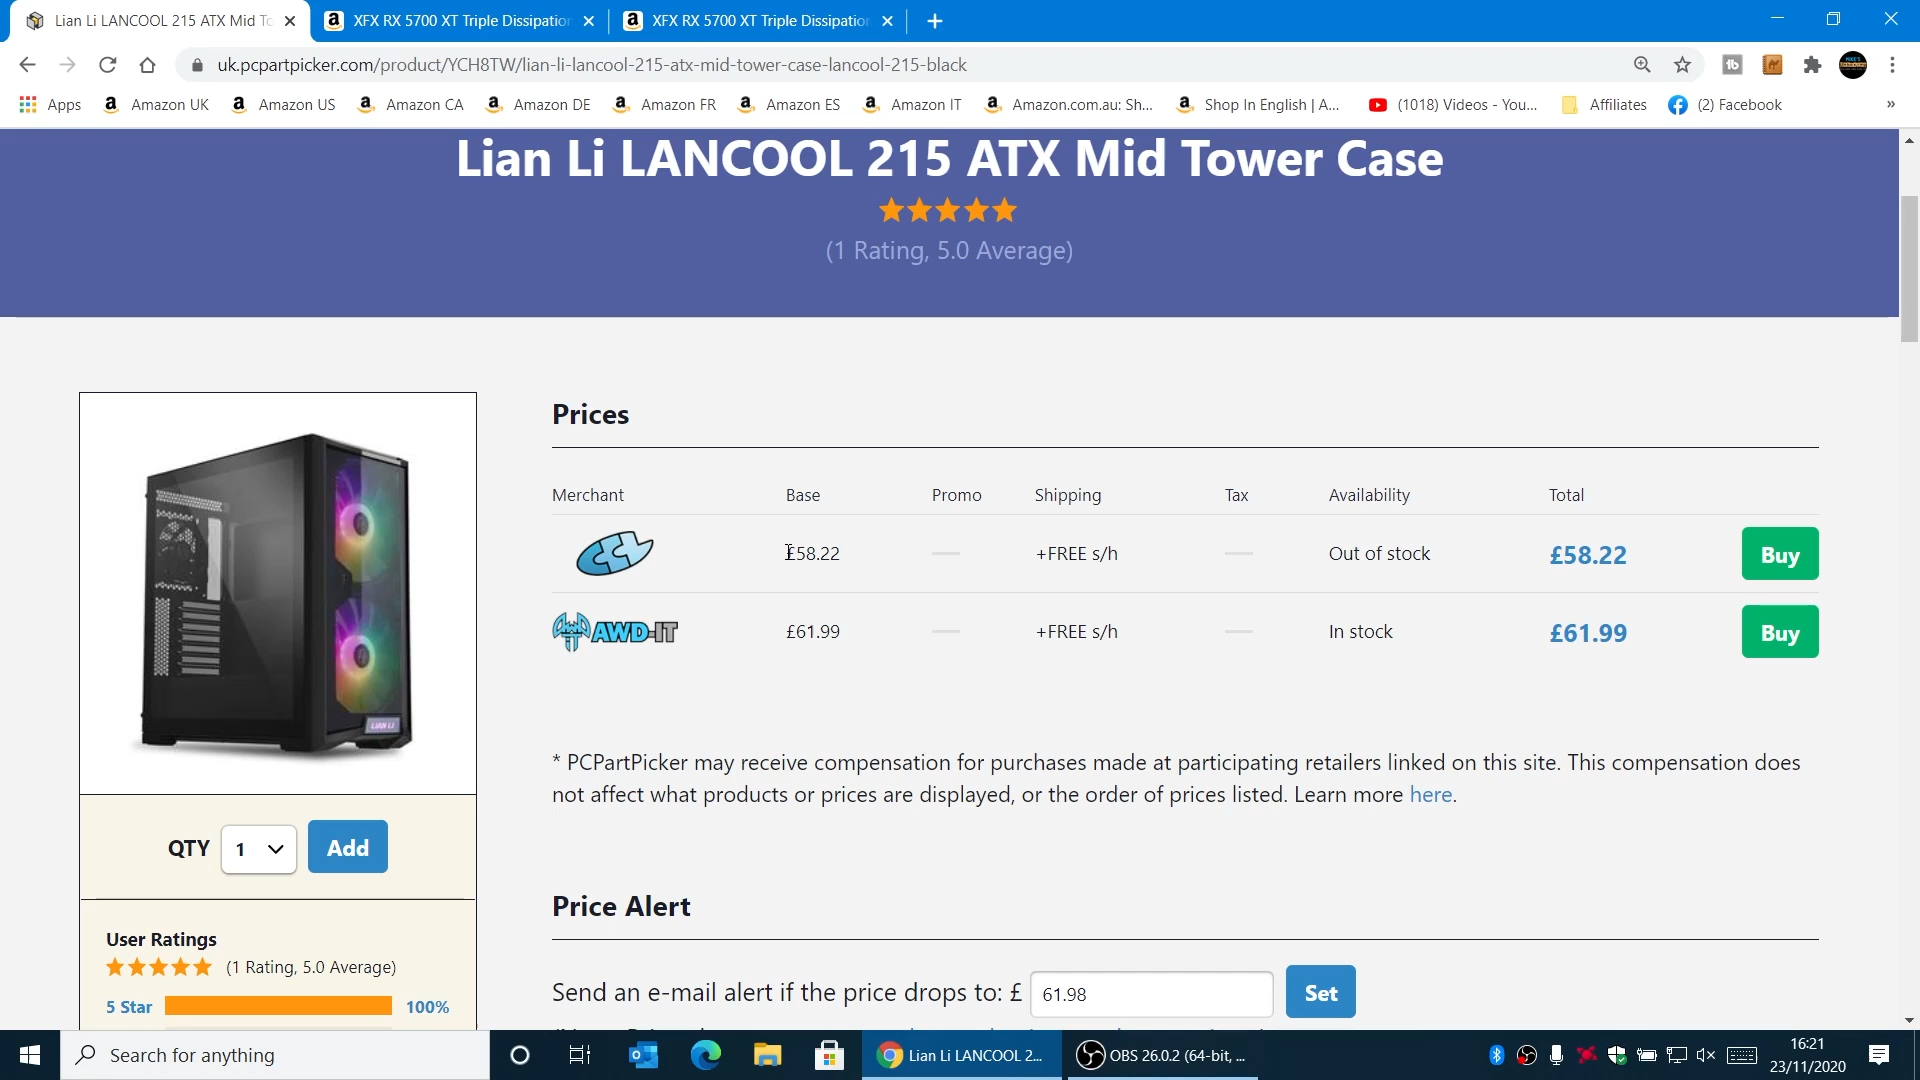 Lian Li LANCOOL 215 ATX Mid To
XFX RX 5700 XT Triple Dissipation
XFX RX 5700 XT Triple Dissipation
uk.pcpartpicker.com/product/YCH8TW/lian-li-lancool-215-atx-mid-tower-case-lancool-215-black
Apps
Amazon UK
Amazon US
Amazon CA
Amazon DE
Amazon FR
Amazon ES
Amazon IT
Amazon.com.au: Sh...
Shop In English | A...
(1018) Videos - You...
Affiliates
(2) Facebook
»
Lian Li LANCOOL 215 ATX Mid Tower Case
(1 Rating, 5.0 Average)
Prices
Merchant Base Promo Shipping Tax Availability Total
CCL £58.22 — +FREE s/h — Out of stock £58.22 Buy
AWD-IT £61.99 — +FREE s/h — In stock £61.99 Buy
* PCPartPicker may receive compensation for purchases made at participating retailers linked on this site. This compensation does
not affect what products or prices are displayed, or the order of prices listed. Learn more here.
LIAN LI
QTY 1 Add
User Ratings
(1 Rating, 5.0 Average)
5 Star 100%
Price Alert
Send an e-mail alert if the price drops to: £ 61.98 Set
Search for anything
Lian Li LANCOOL 2...
OBS 26.0.2 (64-bit, ...
16:21
23/11/2020